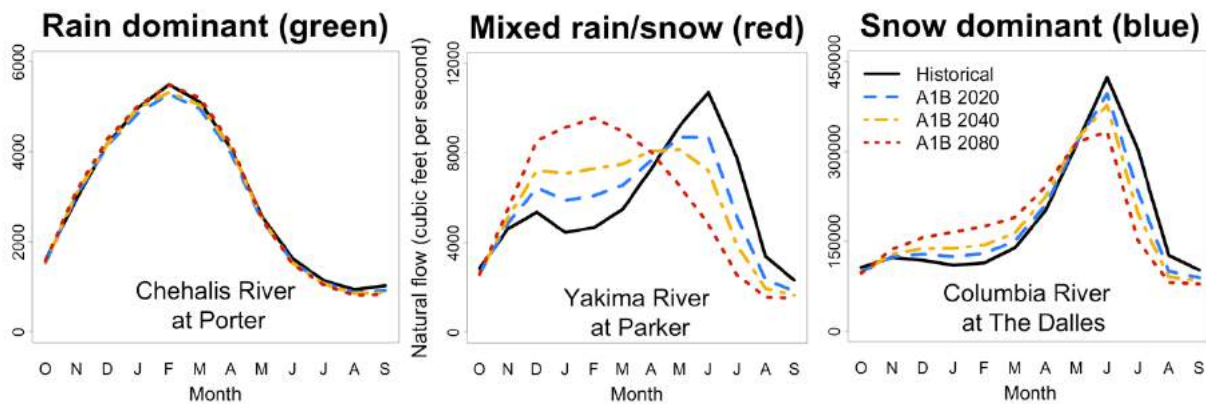 Rain dominant (green)
6000
4000
2000
0
Chehalis River
at Porter
O N D J F M A M J J A S
Month
Mixed rain/snow (red)
Natural flow (cubic feet per second)
12000
8000
4000
0
Yakima River
at Parker
O N D J F M A M J J A S
Month
Snow dominant (blue)
450000
300000
150000
0
Historical
A1B 2020
A1B 2040
A1B 2080
Columbia River
at The Dalles
O N D J F M A M J J A S
Month